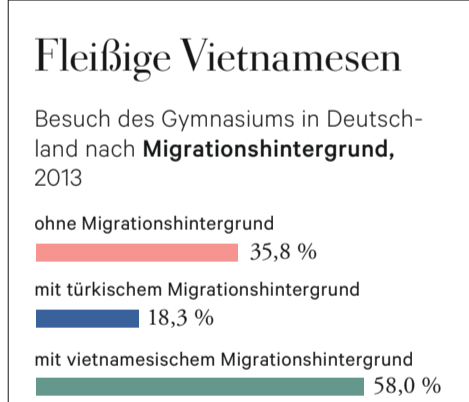 Fleißige Vietnamesen
Besuch des Gymnasiums in Deutsch-
land nach Migrationshintergrund,
2013
ohne Migrationshintergrund
35,8 %
mit türkischem Migrationshintergrund
18,3 %
mit vietnamesischem Migrationshintergrund
58,0 %